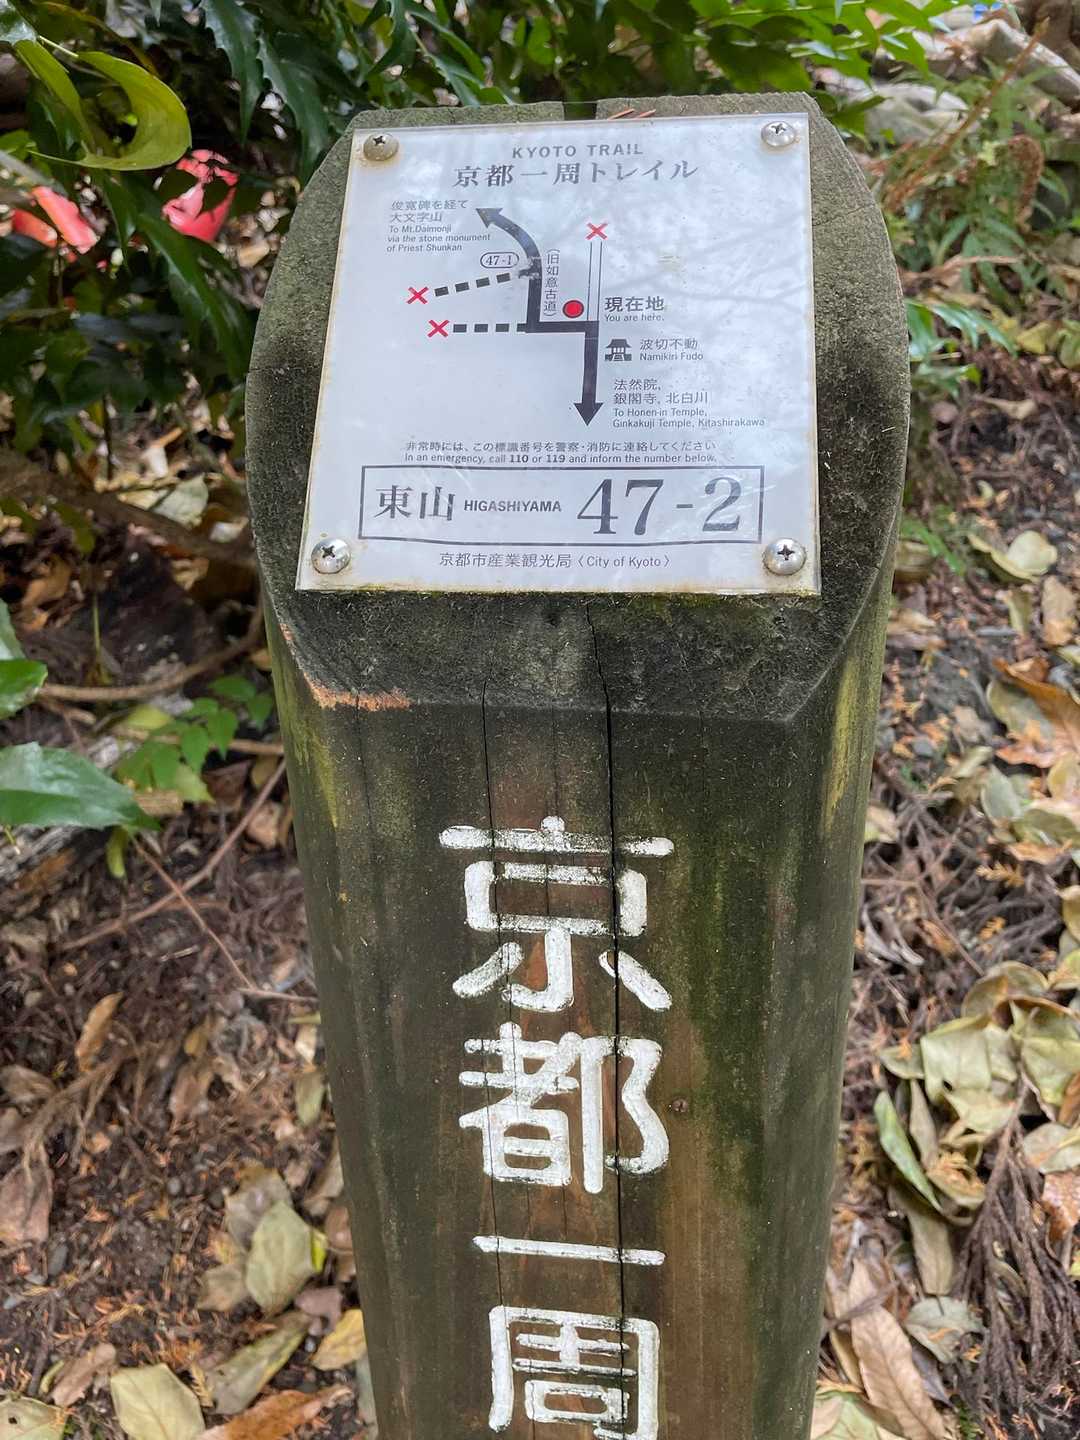 KYOTO TRAIL
京都一周トレイル
俊寛碑を経て
大文字山
To Mt.Daimonji
via the stone monument
of Priest Shunkan
47-1
(旧如意古道)
現在地
You are here.
波切不動
Namikiri Fudo
法然院,
銀閣寺, 北白川
To Honen-in Temple,
Ginkakuji Temple, Kitashirakawa
非常時には、この標識番号を警察・消防に連絡してください
In an emergency, call 110 or 119 and inform the number below.
東山 HIGASHIYAMA 47-2
京都市産業観光局〈City of Kyoto〉
京都一周